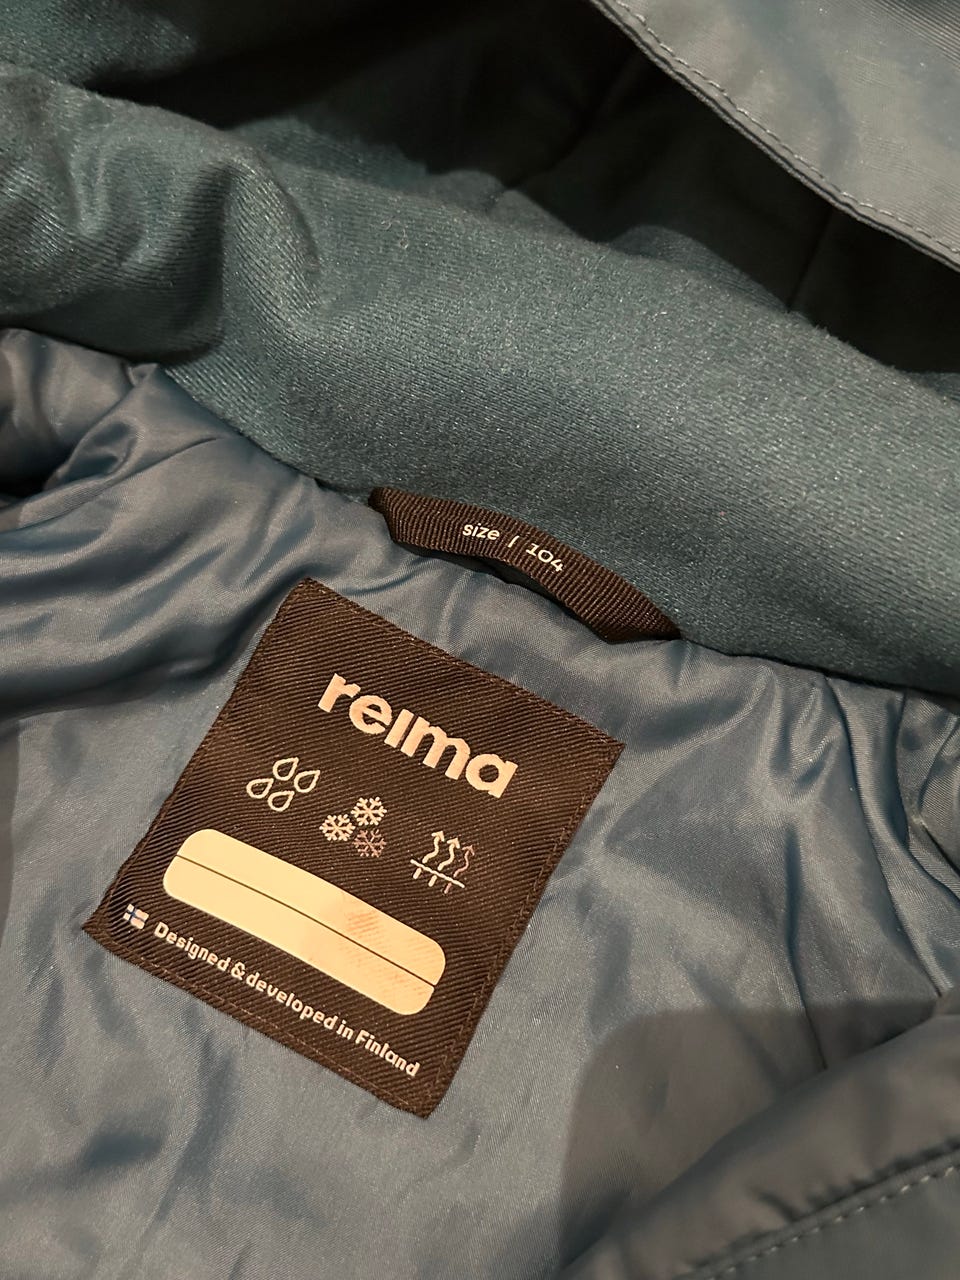 size / 104
reima
Designed & developed in Finland